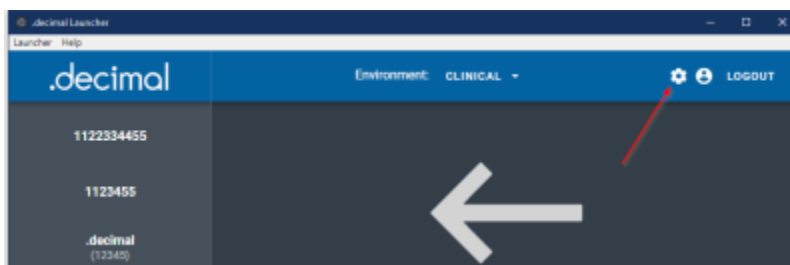 .decimal Launcher
Launcher Help
.decimal Environment: CLINICAL LOGOUT
1122334455
1123455
.decimal
(12345)